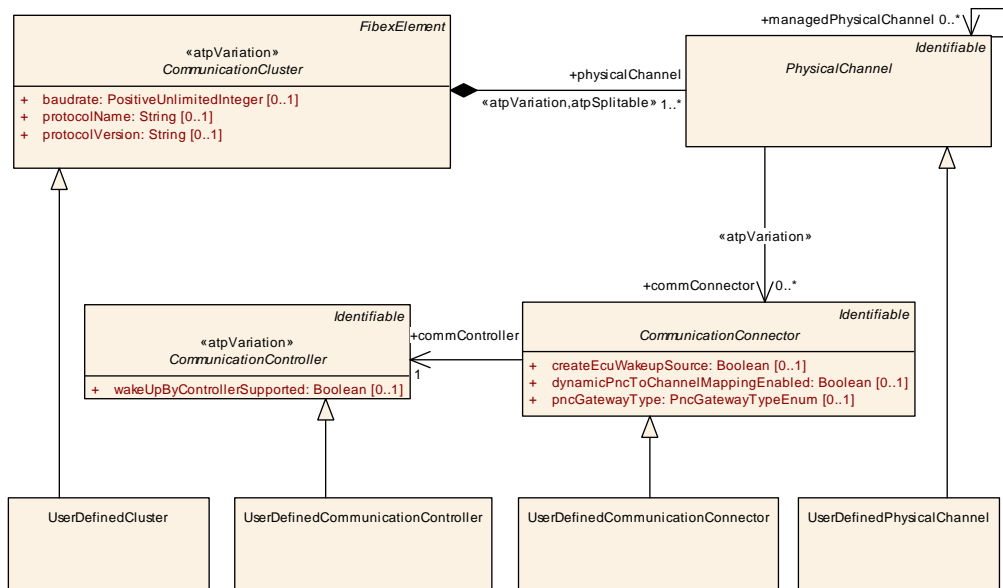 +managedPhysicalChannel 0..*
FibexElement
«atpVariation»
CommunicationCluster
+ baudrate: PositiveUnlimitedInteger [0..1]
+ protocolName: String [0..1]
+ protocolVersion: String [0..1]
+physicalChannel
«atpVariation,atpSplitable» 1..*
Identifiable
PhysicalChannel
«atpVariation»
+commConnector 0..*
Identifiable
«atpVariation»
CommunicationController
+ wakeUpByControllerSupported: Boolean [0..1]
+commController
1
Identifiable
CommunicationConnector
+ createEcuWakeupSource: Boolean [0..1]
+ dynamicPncToChannelMappingEnabled: Boolean [0..1]
+ pncGatewayType: PncGatewayTypeEnum [0..1]
UserDefinedCluster
UserDefinedCommunicationController
UserDefinedCommunicationConnector
UserDefinedPhysicalChannel